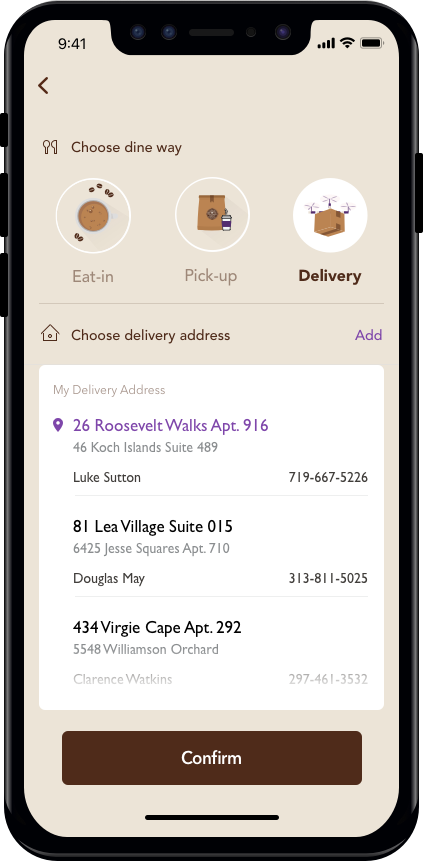 9:41
Choose dine way
Eat-in
Pick-up
Delivery
Choose delivery address
Add
My Delivery Address
26 Roosevelt Walks Apt. 916
46 Koch Islands Suite 489
Luke Sutton 719-667-5226
81 Lea Village Suite 015
6425 Jesse Squares Apt. 710
Douglas May 313-811-5025
434 Virgie Cape Apt. 292
5548 Williamson Orchard
Clarence Watkins 297-461-3532
Confirm